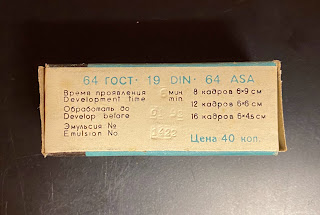 64 ГОСТ · 19 DIN · 64 ASA
Время проявления мин
Development time min.
Обработать до
Develop before
Эмульсия №
Emulsion No
8 кадров 6×9 см
12 кадров 6×6 см
16 кадров 6×4,5 см
Цена 40 коп.